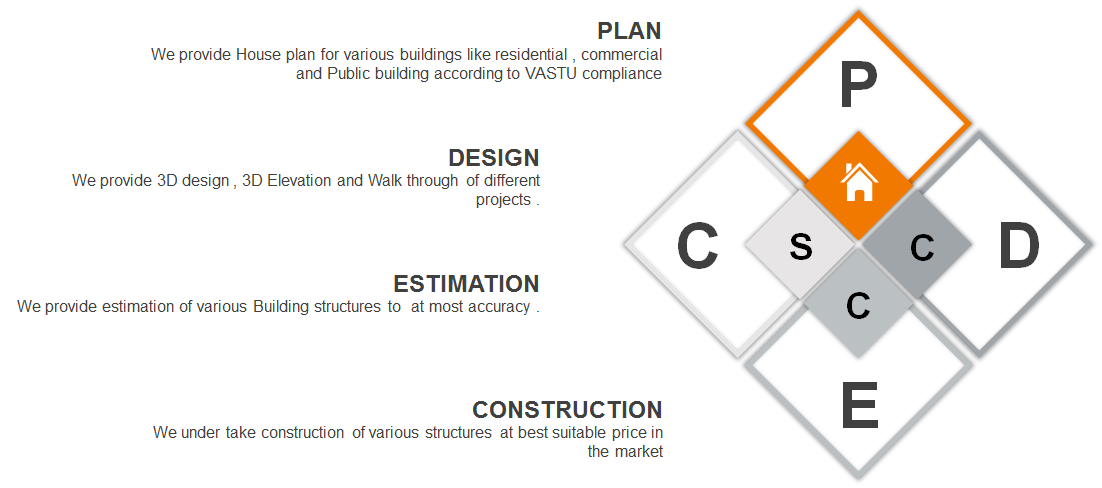 PLAN
We provide House plan for various buildings like residential , commercial
and Public building according to VASTU compliance
DESIGN
We provide 3D design , 3D Elevation and Walk through of different
projects .
ESTIMATION
We provide estimation of various Building structures to at most accuracy .
CONSTRUCTION
We under take construction of various structures at best suitable price in
the market
P
C
S
C
D
C
E